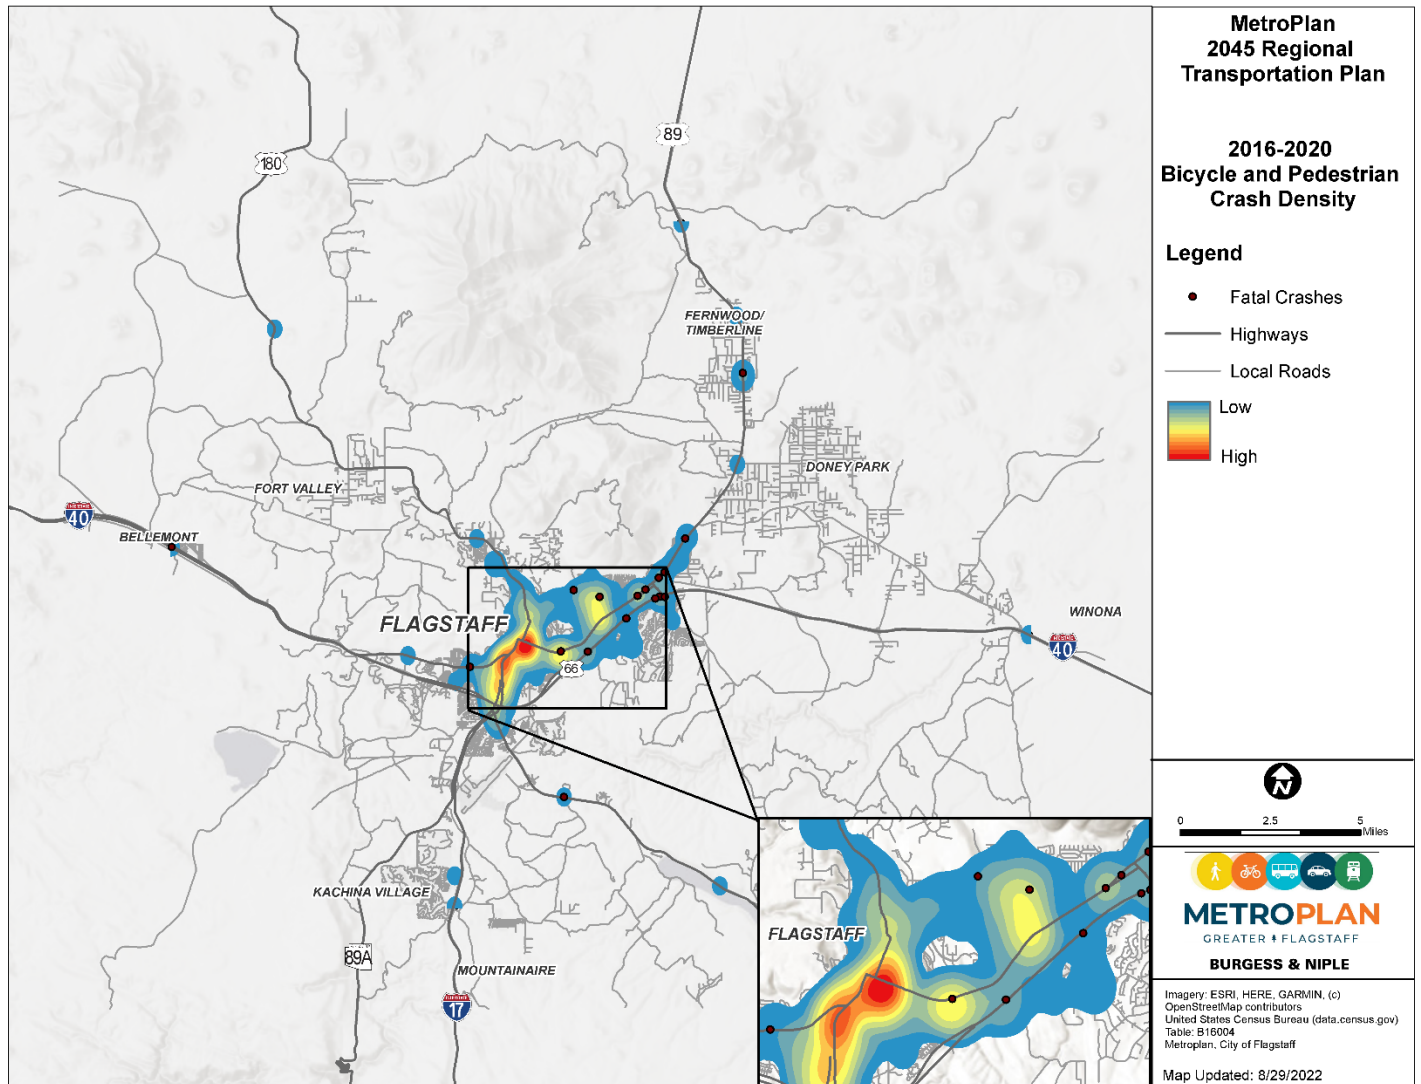 MetroPlan
2045 Regional
Transportation Plan
2016-2020
Bicycle and Pedestrian
Crash Density
Legend
Fatal Crashes
Highways
Local Roads
Low
High
89
180
FERNWOOD/
TIMBERLINE
DONEY PARK
FORT VALLEY
40
BELLEMONT
WINONA
40
FLAGSTAFF
66
KACHINA VILLAGE
89A
MOUNTAINAIRE
17
FLAGSTAFF
N
0 2.5 5
Miles
METROPLAN
GREATER FLAGSTAFF
BURGESS & NIPLE
Imagery: ESRI, HERE, GARMIN, (c)
OpenStreetMap contributors
United States Census Bureau (data.census.gov)
Table: B16004
Metroplan, City of Flagstaff
Map Updated: 8/29/2022